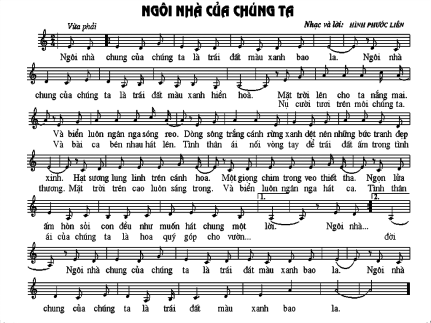 NGÔI NHÀ CỦA CHÚNG TA
Vừa phải
Nhạc và lời: HÌNH PHƯỚC LIÊN
Ngôi nhà chung của chúng ta là trái đất màu xanh bao la. Ngôi nhà
chung của chúng ta là trái đất màu xanh hiền hoà. Mặt trời lên cho ta nắng mai.
Nụ cười tươi trên môi chúng ta.
Và biển luôn ngân nga sóng reo. Dòng sông trắng cánh rừng xanh dệt nên những bức tranh đẹp
Và bài ca bên nhau hát lên. Tình thân ái nối vòng tay để trái đất ấm trong tình
xinh. Hạt sương lung linh trên cánh hoa. Một giọng chim trong veo thiết tha. Ngọn lửa
thương. Mặt trời trên cao luôn sáng trong. Và biển luôn ngân nga hát ca. Tình thân
1.
2.
ấm hòn sỏi con đều như muốn hát chung một lời. Ngôi nhà...
ái của chúng ta là hoa quý góp cho vườn... đời
Ngôi nhà chung của chúng ta là trái đất màu xanh bao la. Ngôi nhà
chung của chúng ta là trái đất màu xanh bao la.